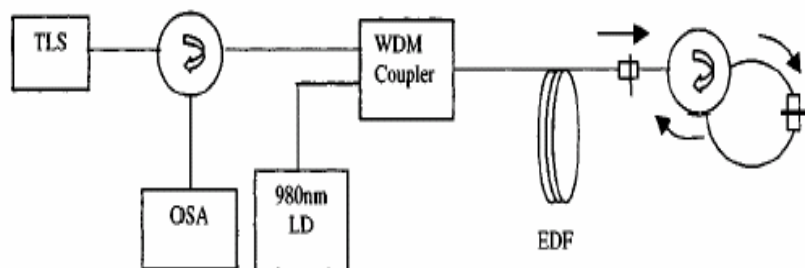 TLS
WDM
Coupler
OSA
980nm
LD
EDF